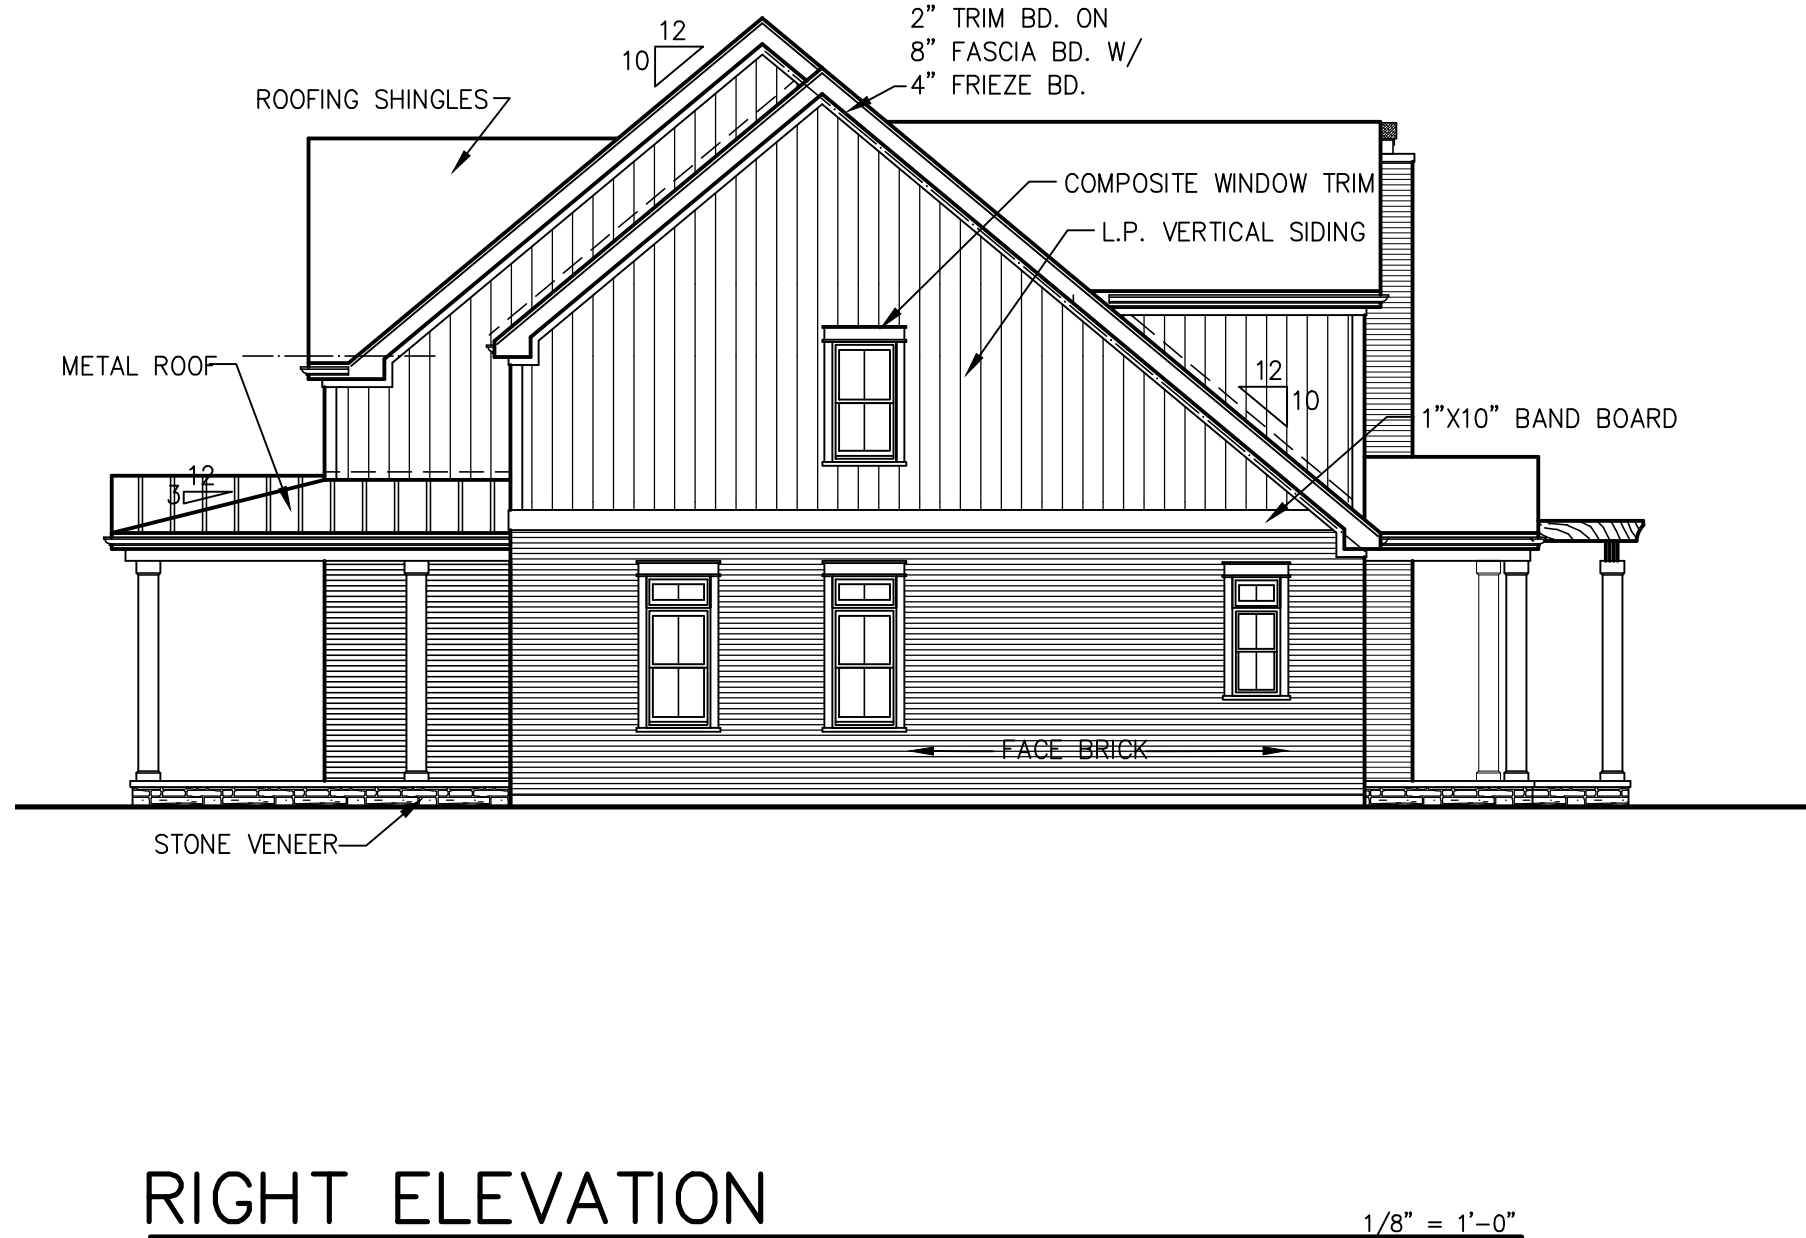 2” TRIM BD. ON
8” FASCIA BD. W/
4” FRIEZE BD.
12
10
ROOFING SHINGLES
COMPOSITE WINDOW TRIM
L.P. VERTICAL SIDING
METAL ROOF
12
10
1”X10” BAND BOARD
12
3
FACE BRICK
STONE VENEER
RIGHT ELEVATION
1/8” = 1’-0”